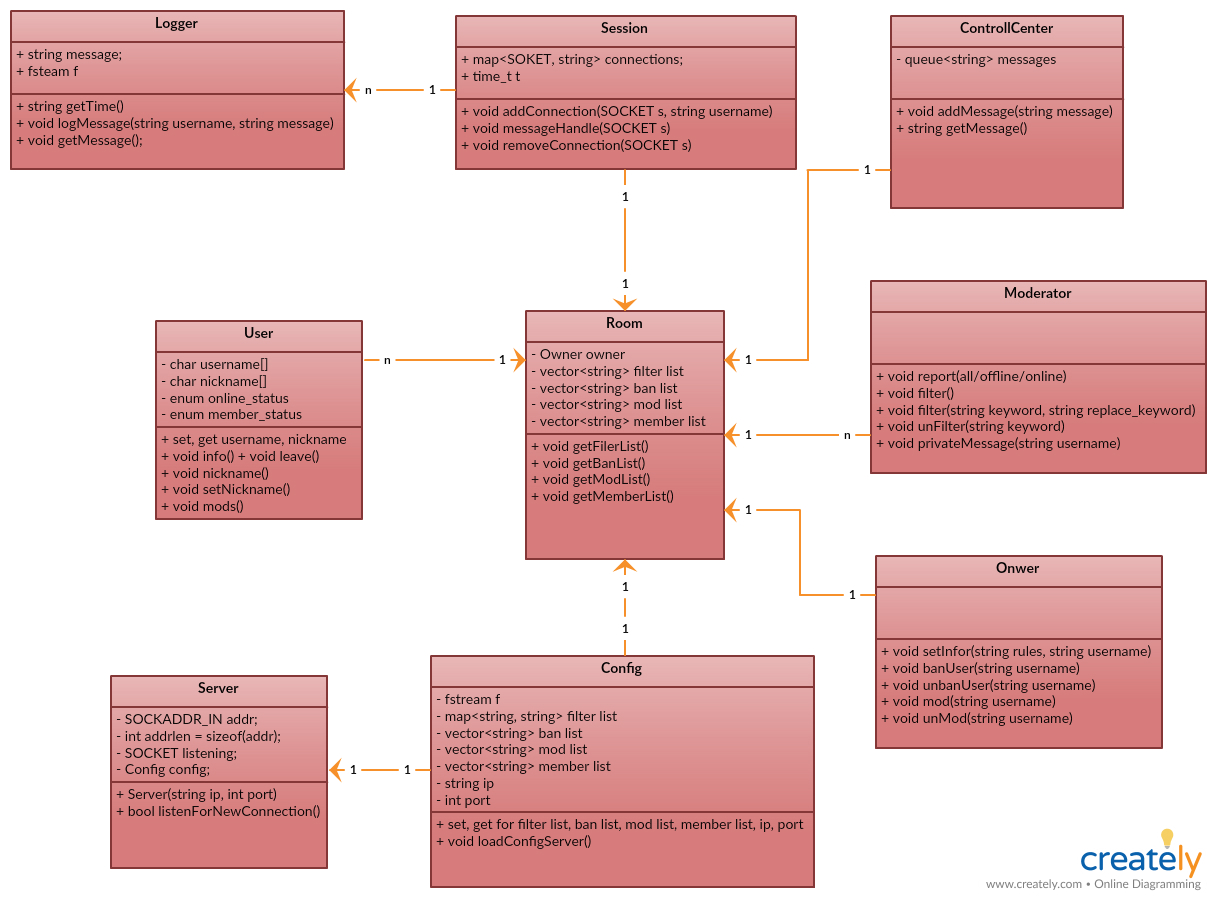 Logger
+ string message;
+ fsteam f
+ string getTime()
+ void logMessage(string username, string message)
+ void getMessage();
n
1
Session
+ map<SOKET, string> connections;
+ time_t t
+ void addConnection(SOCKET s, string username)
+ void messageHandle(SOCKET s)
+ void removeConnection(SOCKET s)
ControllCenter
- queue<string> messages
+ void addMessage(string message)
+ string getMessage()
1
1
1
User
- char username[]
- char nickname[]
- enum online_status
- enum member_status
+ set, get username, nickname
+ void info() + void leave()
+ void nickname()
+ void setNickname()
+ void mods()
n
1
Room
- Owner owner
- vector<string> filter list
- vector<string> ban list
- vector<string> mod list
- vector<string> member list
+ void getFilerList()
+ void getBanList()
+ void getModList()
+ void getMemberList()
1
1
n
1
1
Moderator
+ void report(all/offline/online)
+ void filter()
+ void filter(string keyword, string replace_keyword)
+ void unFilter(string keyword)
+ void privateMessage(string username)
Onwer
+ void setInfor(string rules, string username)
+ void banUser(string username)
+ void unbanUser(string username)
+ void mod(string username)
+ void unMod(string username)
1
1
Server
- SOCKADDR_IN addr;
- int addrlen = sizeof(addr);
- SOCKET listening;
- Config config;
+ Server(string ip, int port)
+ bool listenForNewConnection()
1
1
Config
- fstream f
- map<string, string> filter list
- vector<string> ban list
- vector<string> mod list
- vector<string> member list
- string ip
- int port
+ set, get for filter list, ban list, mod list, member list, ip, port
+ void loadConfigServer()
creately
www.creately.com • Online Diagramming